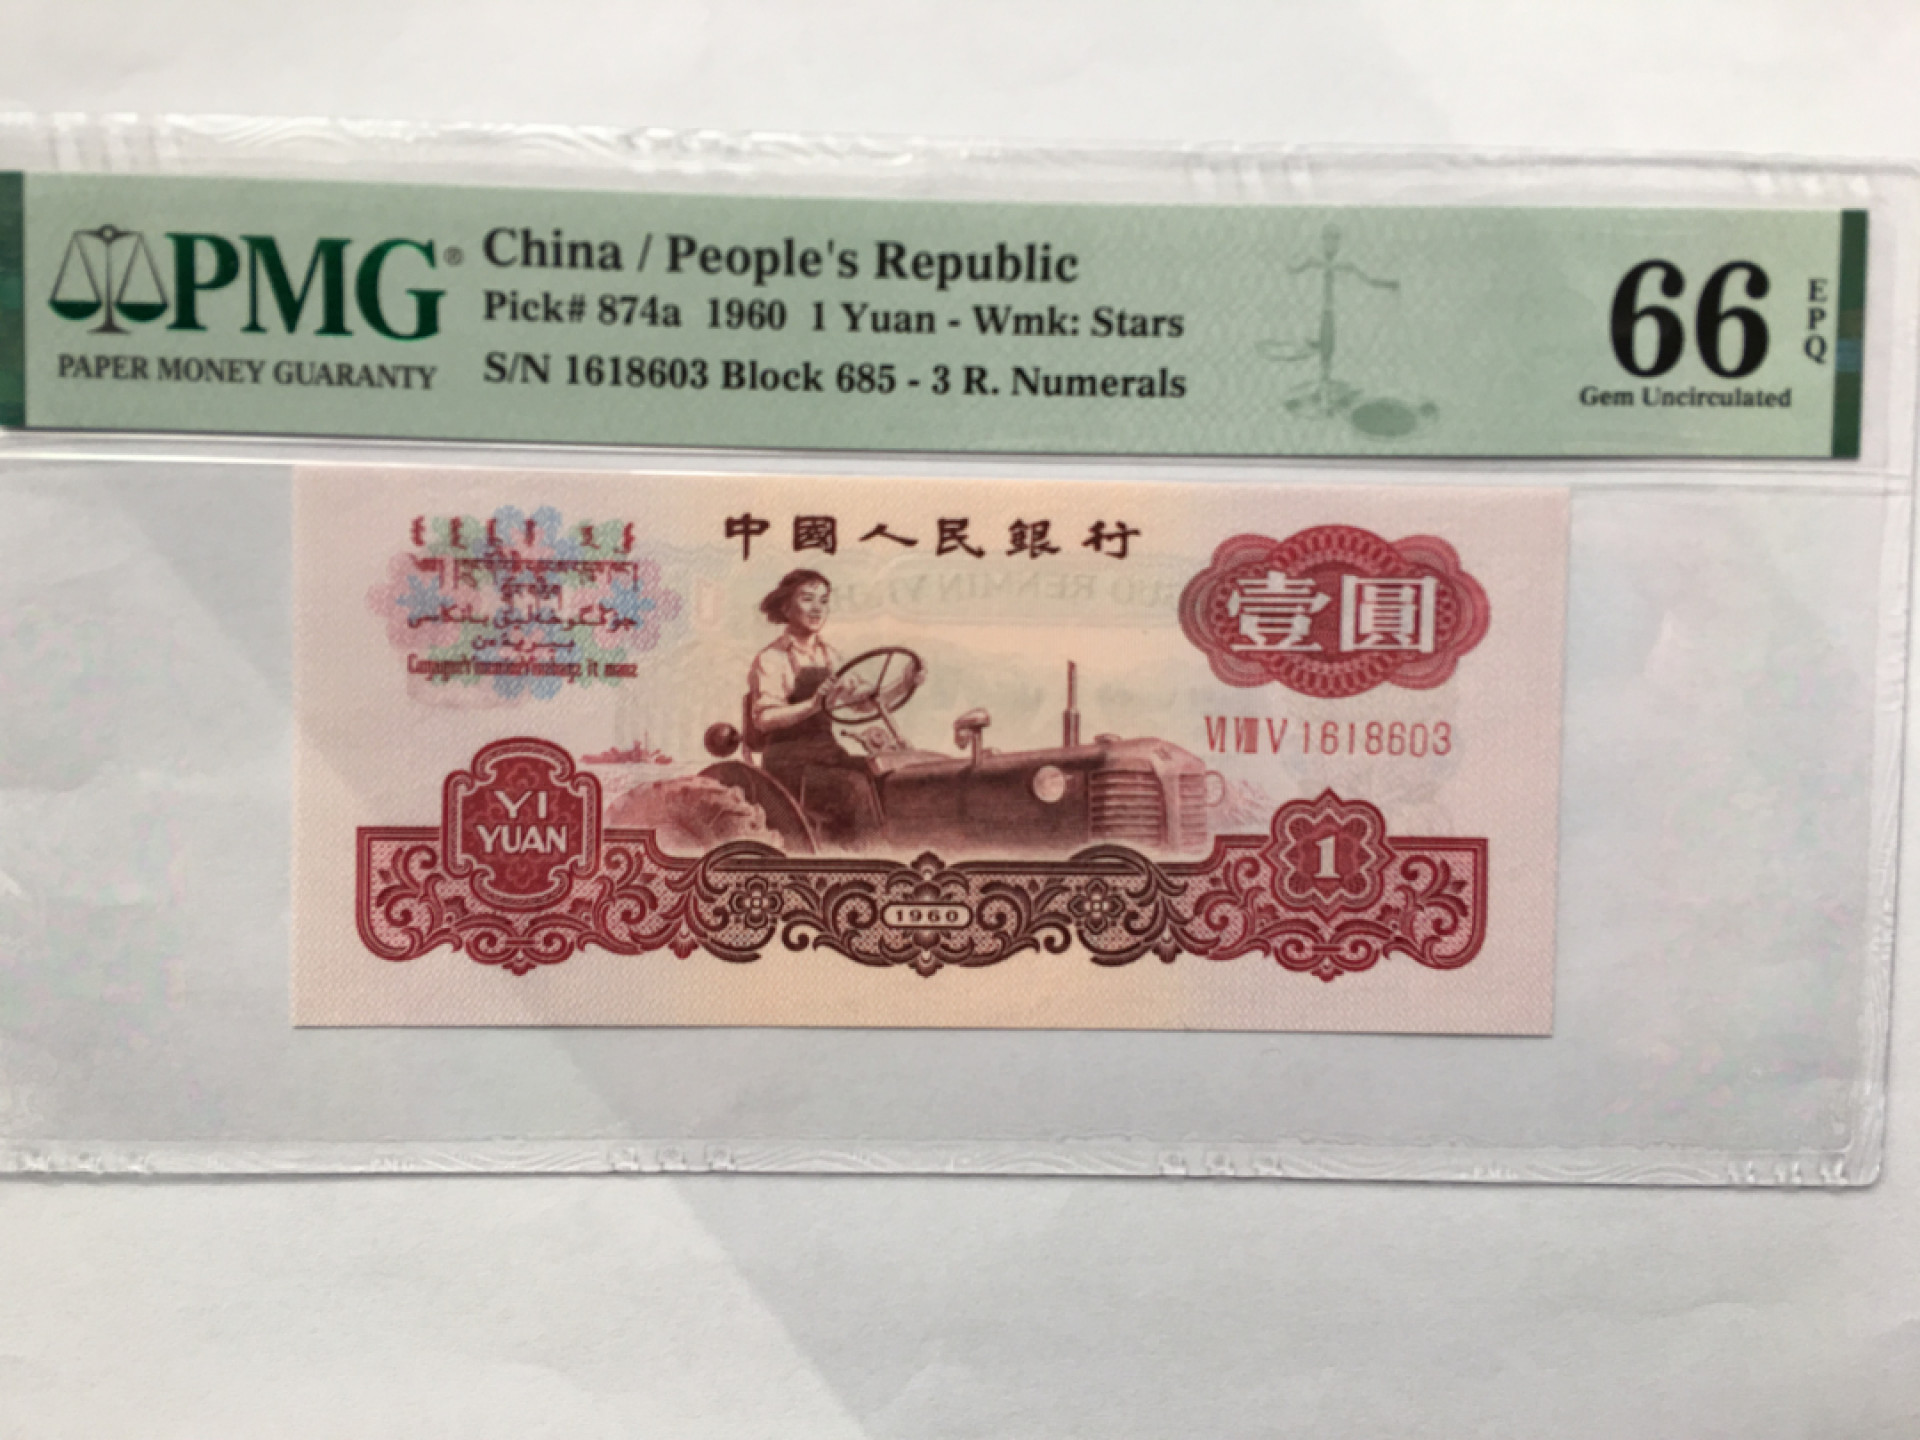 PMG®
PAPER MONEY GUARANTY
China / People's Republic
Pick# 874a 1960 1 Yuan - Wmk: Stars
S/N 1618603 Block 685 - 3 R. Numerals
66
EPQ
Gem Uncirculated
中國人民銀行
壹圓
VI VIII V 1618603
YI
YUAN
1960
1